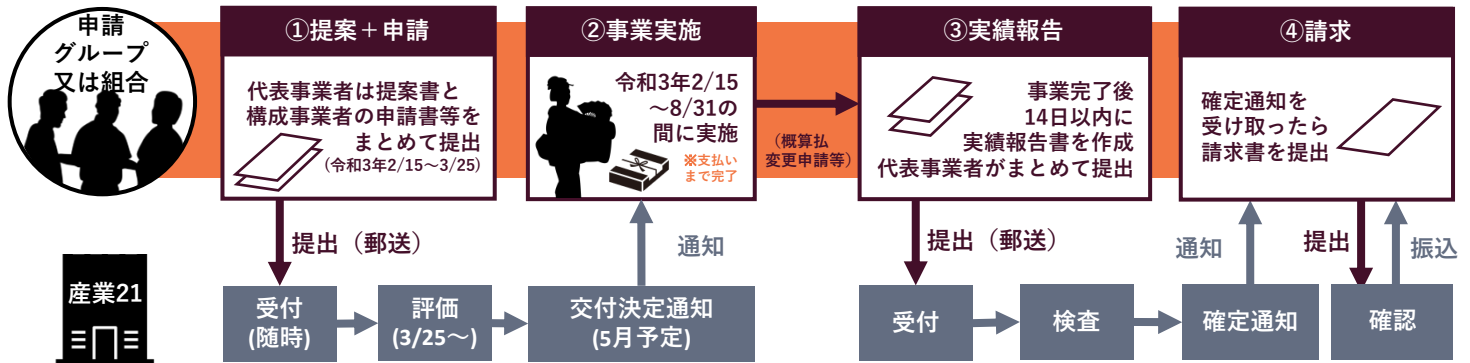 申請
グループ
又は組合
①提案＋申請
代表事業者は提案書と
構成事業者の申請書等を
まとめて提出
(令和3年2/15～3/25)
②事業実施
令和3年2/15
～8/31の
間に実施
※支払い
まで完了
（概算払
変更申請等）
③実績報告
事業完了後
14日以内に
実績報告書を作成
代表事業者がまとめて提出
④請求
確定通知を
受け取ったら
請求書を提出
提出（郵送）
通知
提出（郵送）
通知
提出
振込
産業21
受付
(随時)
評価
(3/25～)
交付決定通知
(5月予定)
受付
検査
確定通知
確認